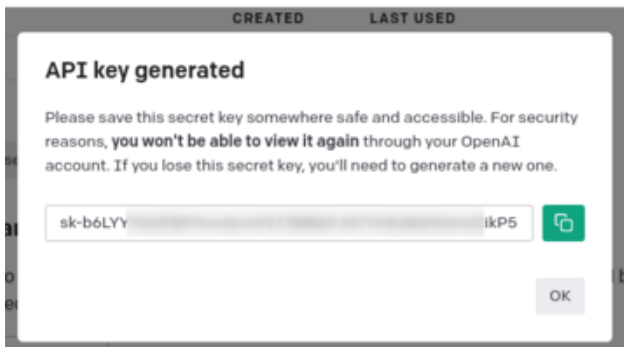 CREATED LAST USED
API key generated
Please save this secret key somewhere safe and accessible. For security
reasons, you won't be able to view it again through your OpenAI
account. If you lose this secret key, you'll need to generate a new one.
sk-b6LYY ikP5
OK